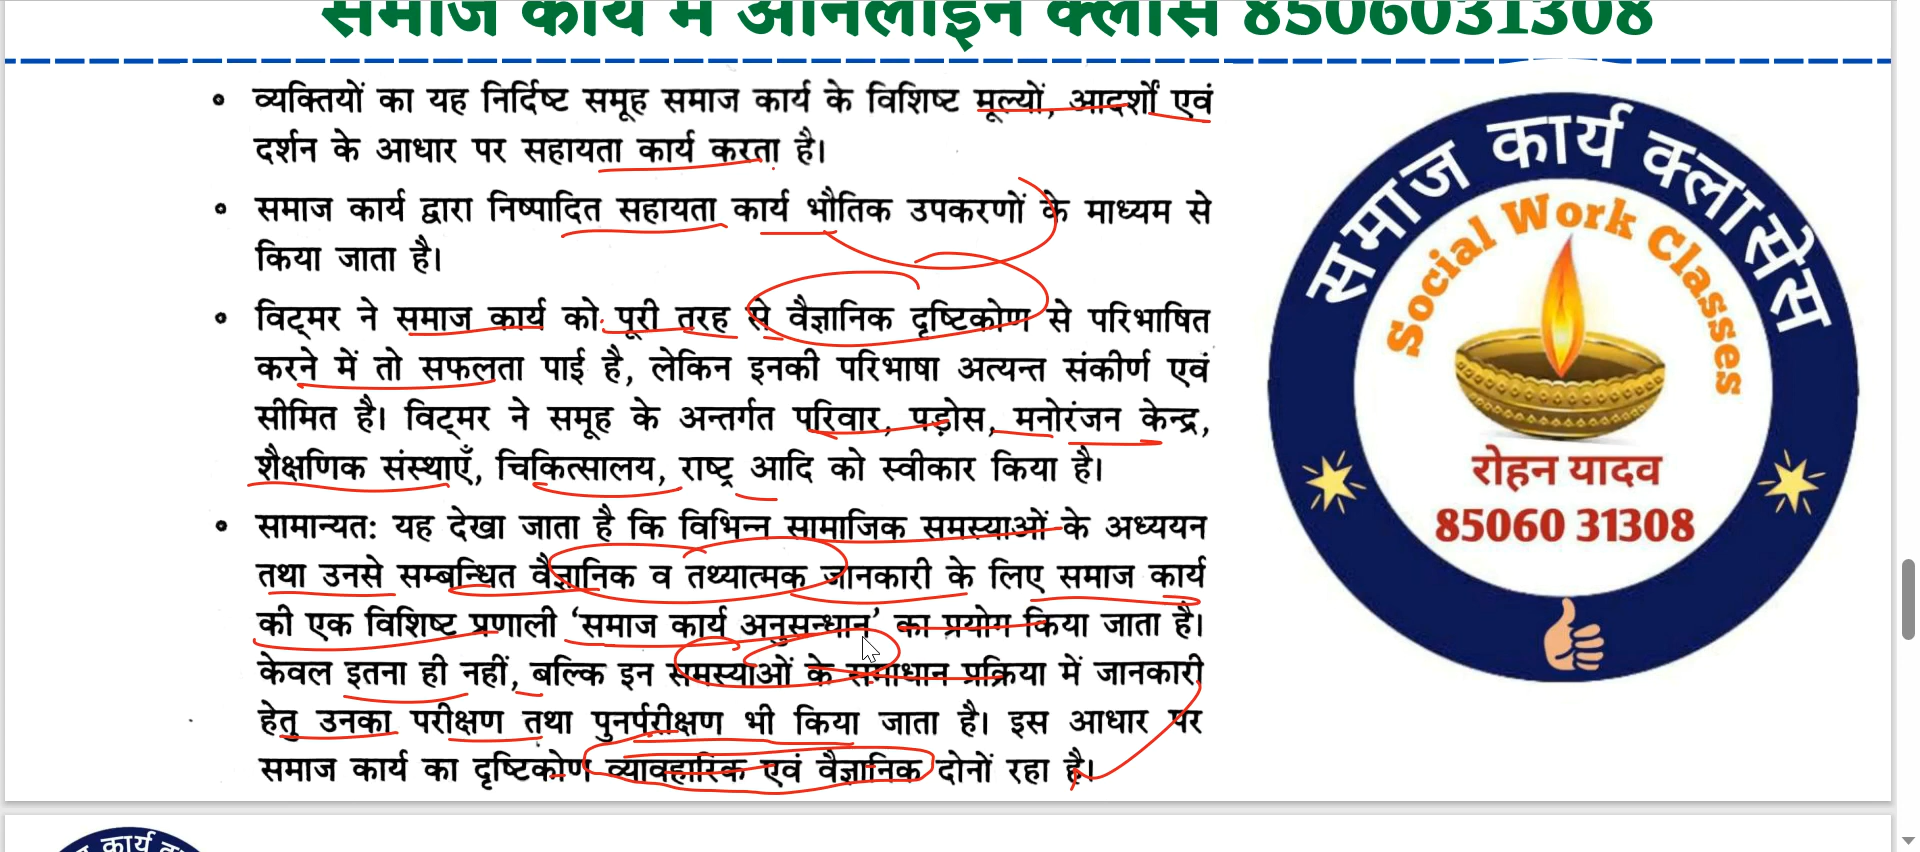 समाज कार्य में ऑनलाइन क्लास 8506031308
• व्यक्तियों का यह निर्दिष्ट समूह समाज कार्य के विशिष्ट मूल्यों, आदर्शों एवं
दर्शन के आधार पर सहायता कार्य करता है।
• समाज कार्य द्वारा निष्पादित सहायता कार्य भौतिक उपकरणों के माध्यम से
किया जाता है।
• विट्मर ने समाज कार्य को पूरी तरह से वैज्ञानिक दृष्टिकोण से परिभाषित
करने में तो सफलता पाई है, लेकिन इनकी परिभाषा अत्यन्त संकीर्ण एवं
सीमित है। विट्मर ने समूह के अन्तर्गत परिवार, पड़ोस, मनोरंजन केन्द्र,
शैक्षणिक संस्थाएँ, चिकित्सालय, राष्ट्र आदि को स्वीकार किया है।
• सामान्यत: यह देखा जाता है कि विभिन्न सामाजिक समस्याओं के अध्ययन
तथा उनसे सम्बन्धित वैज्ञानिक व तथ्यात्मक जानकारी के लिए समाज कार्य
की एक विशिष्ट प्रणाली ‘समाज कार्य अनुसन्धान’ का प्रयोग किया जाता है।
केवल इतना ही नहीं, बल्कि इन समस्याओं के समाधान प्रक्रिया में जानकारी
हेतु उनका परीक्षण तथा पुनर्परीक्षण भी किया जाता है। इस आधार पर
समाज कार्य का दृष्टिकोण व्यावहारिक एवं वैज्ञानिक दोनों रहा है।
समाज कार्य क्लासेस
Social Work Classes
रोहन यादव
85060 31308
कार्य